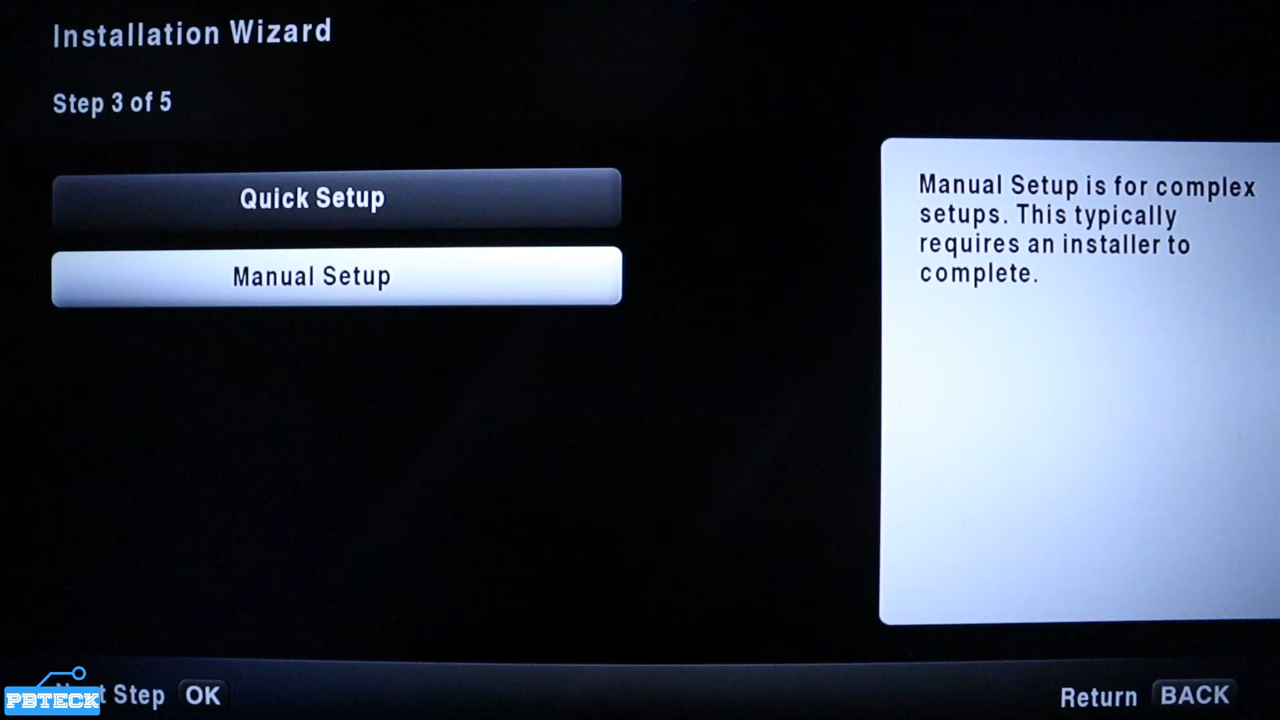 Installation Wizard
Step 3 of 5
Quick Setup
Manual Setup
Manual Setup is for complex
setups. This typically
requires an installer to
complete.
Step OK
Return BACK
PBTECK